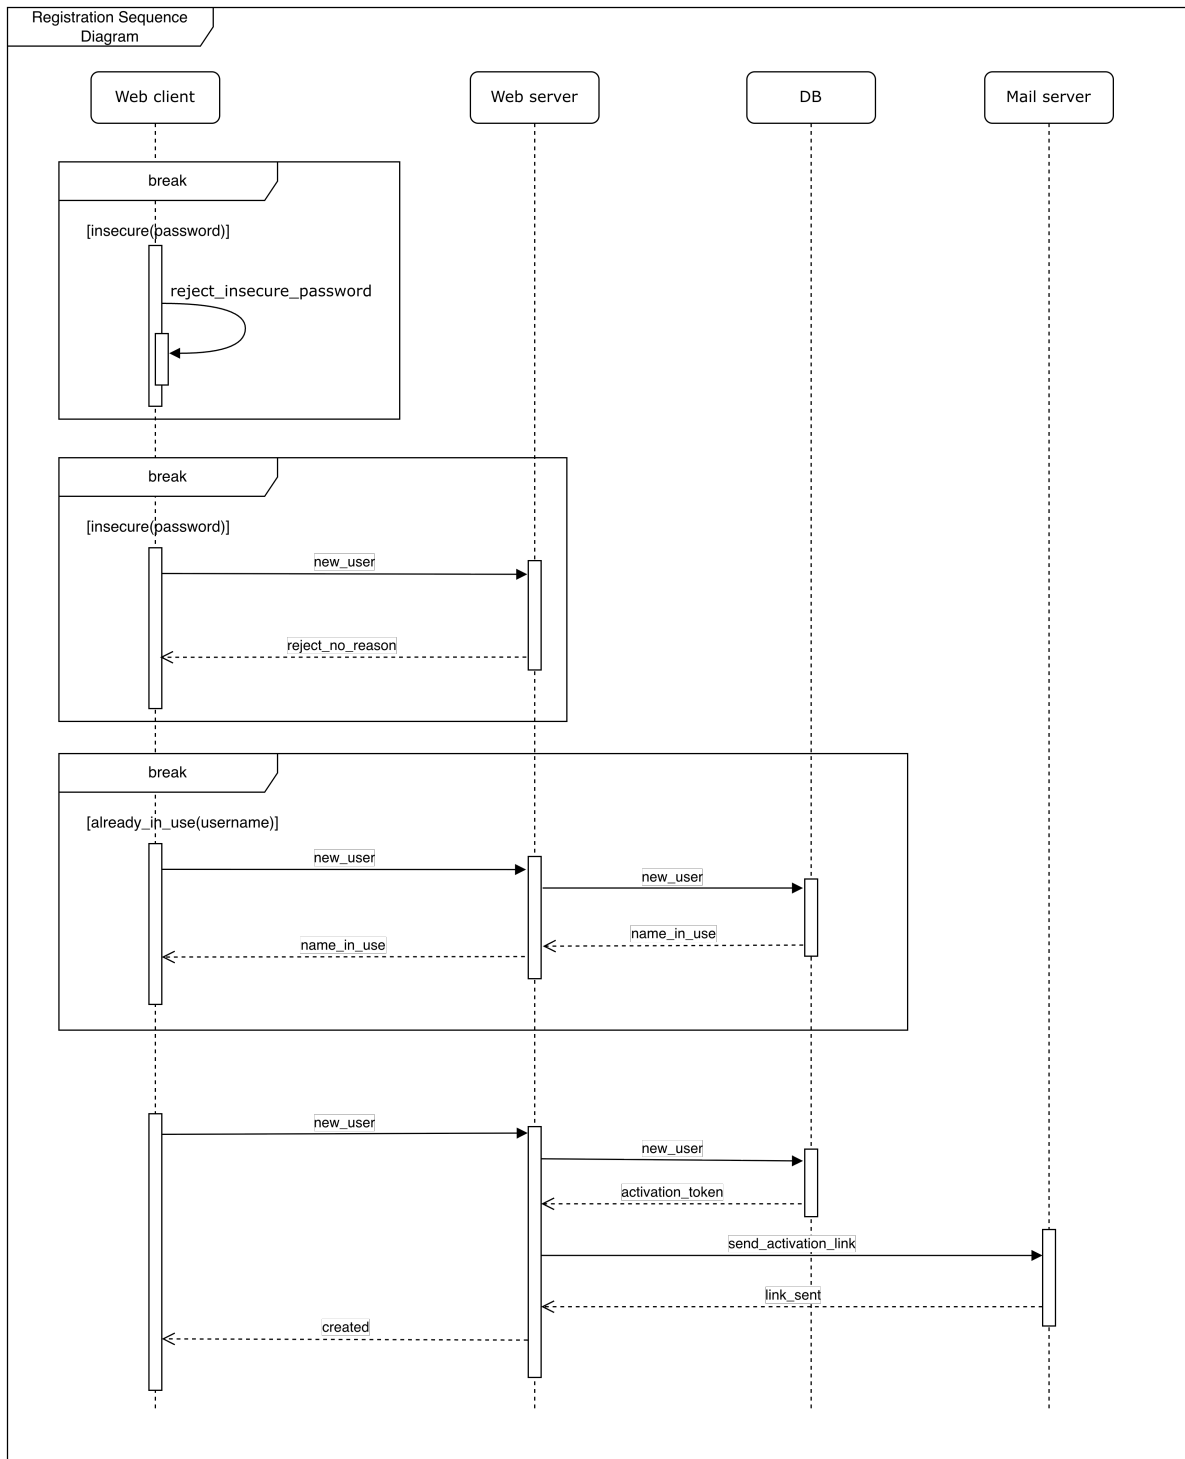 Registration Sequence
Diagram
Web client
Web server
DB
Mail server
break
[insecure(password)]
reject_insecure_password
break
[insecure(password)]
new_user
reject_no_reason
break
[already_in_use(username)]
new_user
new_user
name_in_use
name_in_use
new_user
new_user
activation_token
send_activation_link
link_sent
created